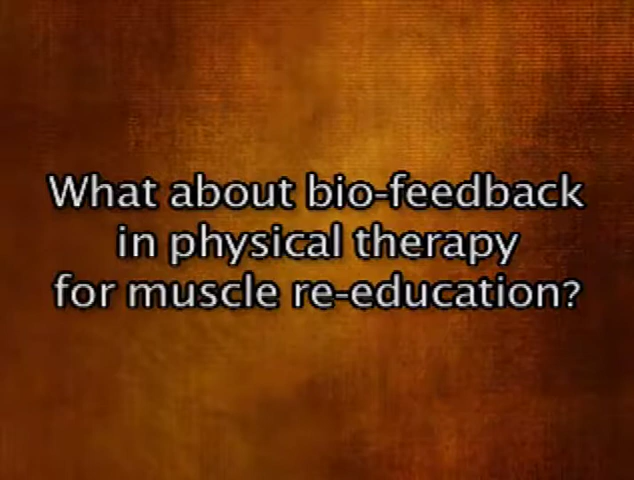 What about bio-feedback
in physical therapy
for muscle re-education?